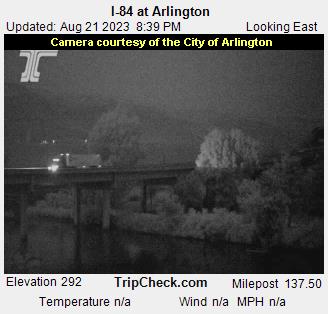 I-84 at Arlington
Updated: Aug 21 2023 8:39 PM Looking East
Camera courtesy of the City of Arlington
Elevation 292 TripCheck.com Milepost 137.50
Temperature n/a Wind n/a MPH n/a